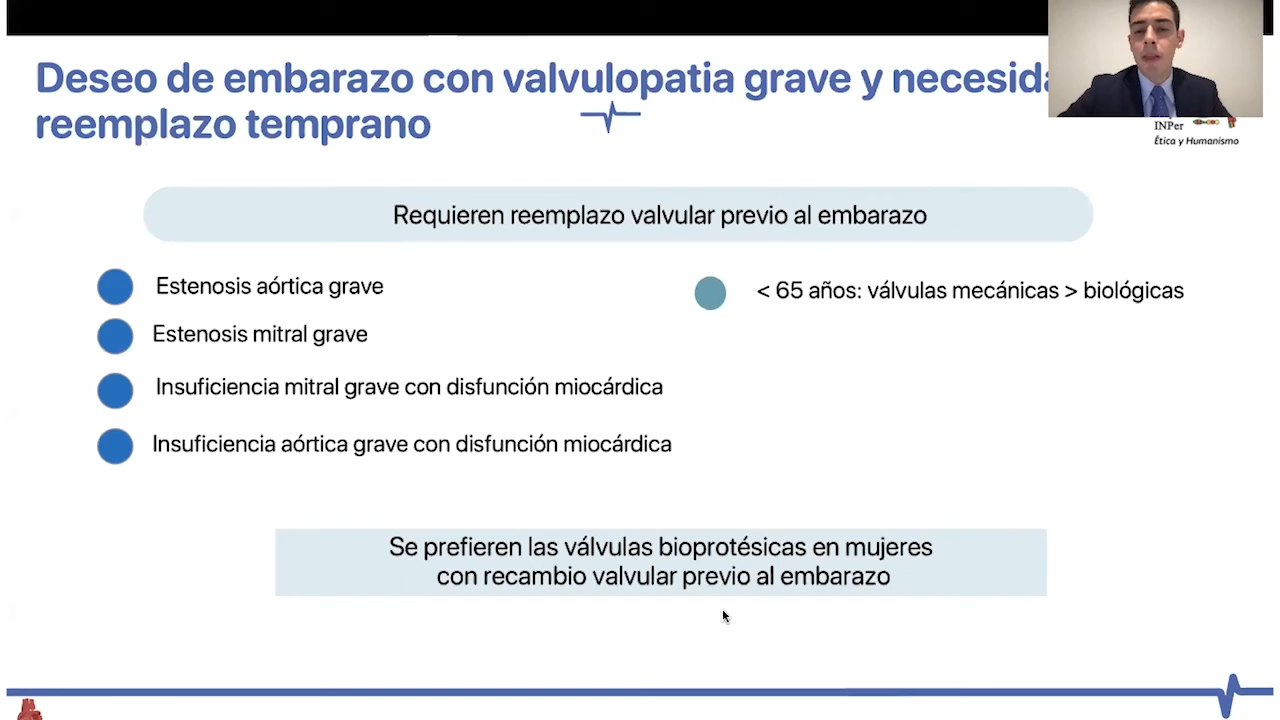 Deseo de embarazo con valvulopatia grave y necesida
reemplazo temprano
INPer
Ética y Humanismo
Requieren reemplazo valvular previo al embarazo
Estenosis aórtica grave
Estenosis mitral grave
Insuficiencia mitral grave con disfunción miocárdica
Insuficiencia aórtica grave con disfunción miocárdica
< 65 años: válvulas mecánicas > biológicas
Se prefieren las válvulas bioprotésicas en mujeres
con recambio valvular previo al embarazo